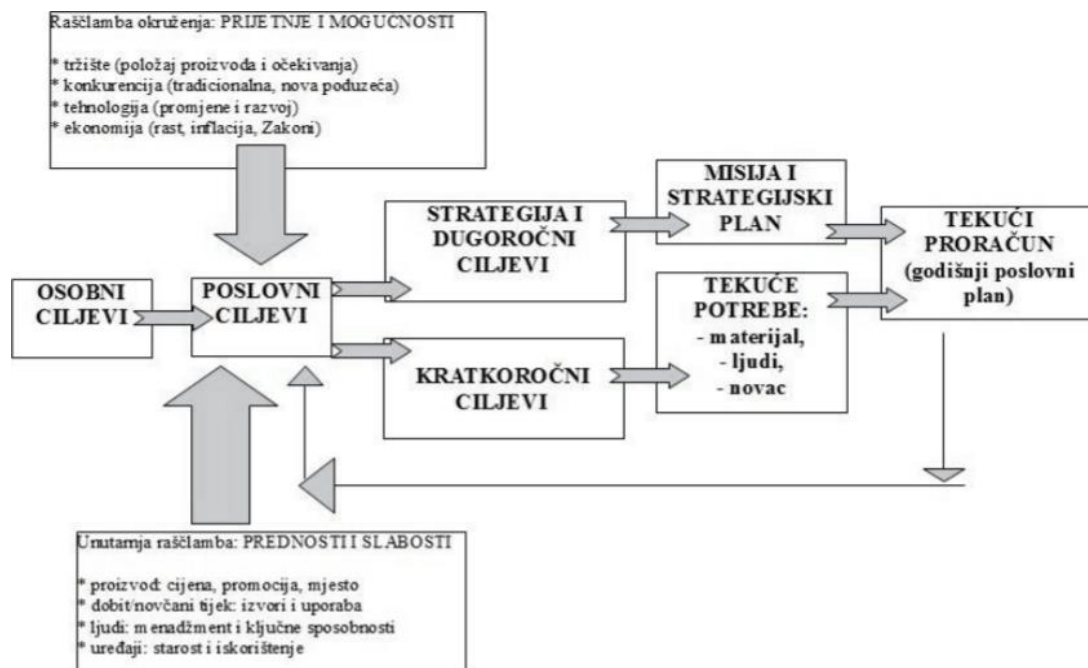 Raščlamba okruženja: PRIJETNJE I MOGUĆNOSTI
* tržište (položaj proizvoda i očekivanja)
* konkurencija (tradicionalna, nova poduzeća)
* tehnologija (promjene i razvoj)
* ekonomija (rast, inflacija, Zakoni)
OSOBNI
CILJEVI
POSLOVNI
CILJEVI
STRATEGIJA I
DUGOROČNI
CILJEVI
KRATKOROČNI
CILJEVI
MISIJA I
STRATEGIJSKI
PLAN
TEKUĆE
POTREBE:
- materijal,
- ljudi,
- novac
TEKUĆI
PRORAČUN
(godišnji poslovni
plan)
Unutarnja raščlamba: PREDNOSTI I SLABOSTI
* proizvod: cijena, promocija, mjesto
* dobit/novčani tijek: izvori i uporaba
* ljudi: menadžment i ključne sposobnosti
* uređaji: starost i iskorištenje